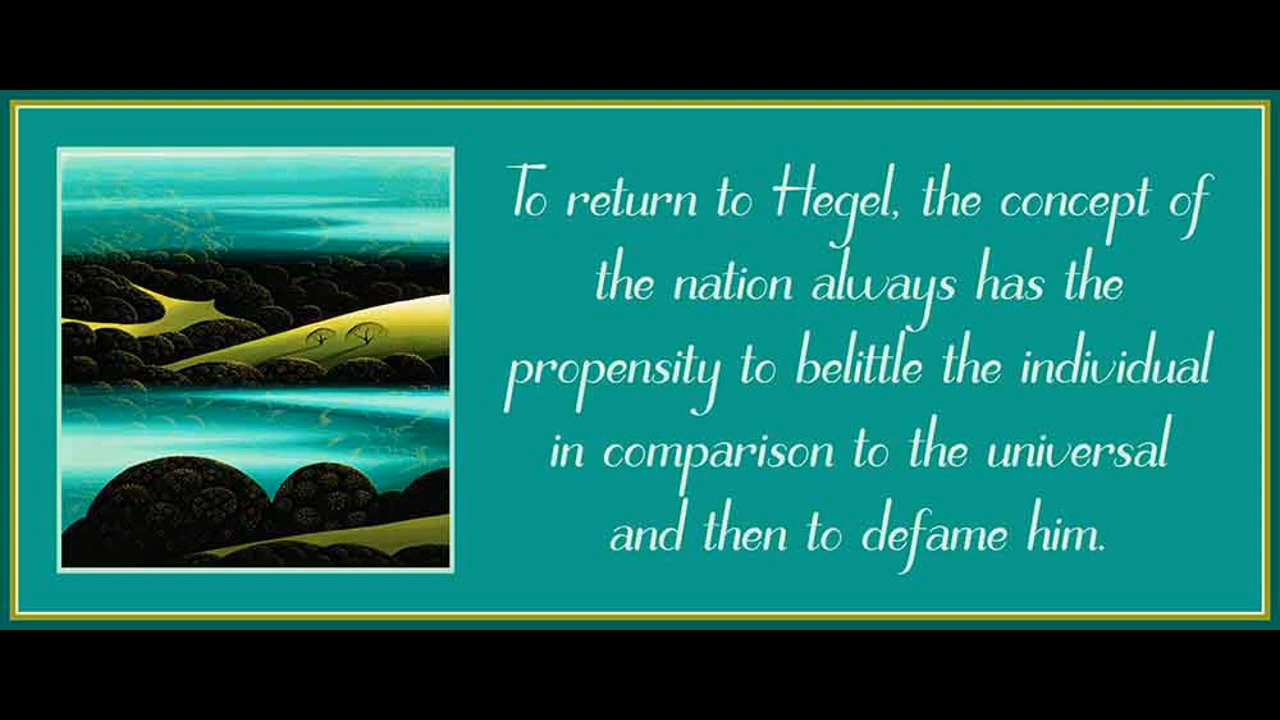 To return to Hegel, the concept of
the nation always has the
propensity to belittle the individual
in comparison to the universal
and then to defame him.